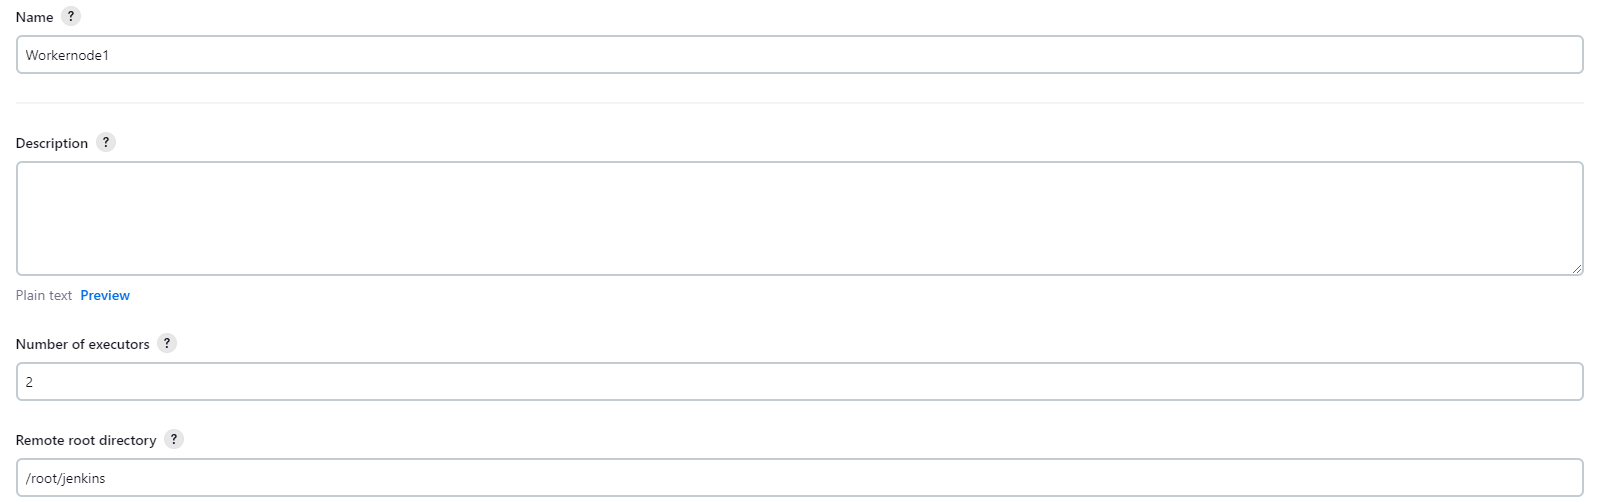 Name ?
Workernode1
Description ?
Plain text Preview
Number of executors ?
2
Remote root directory ?
/root/jenkins